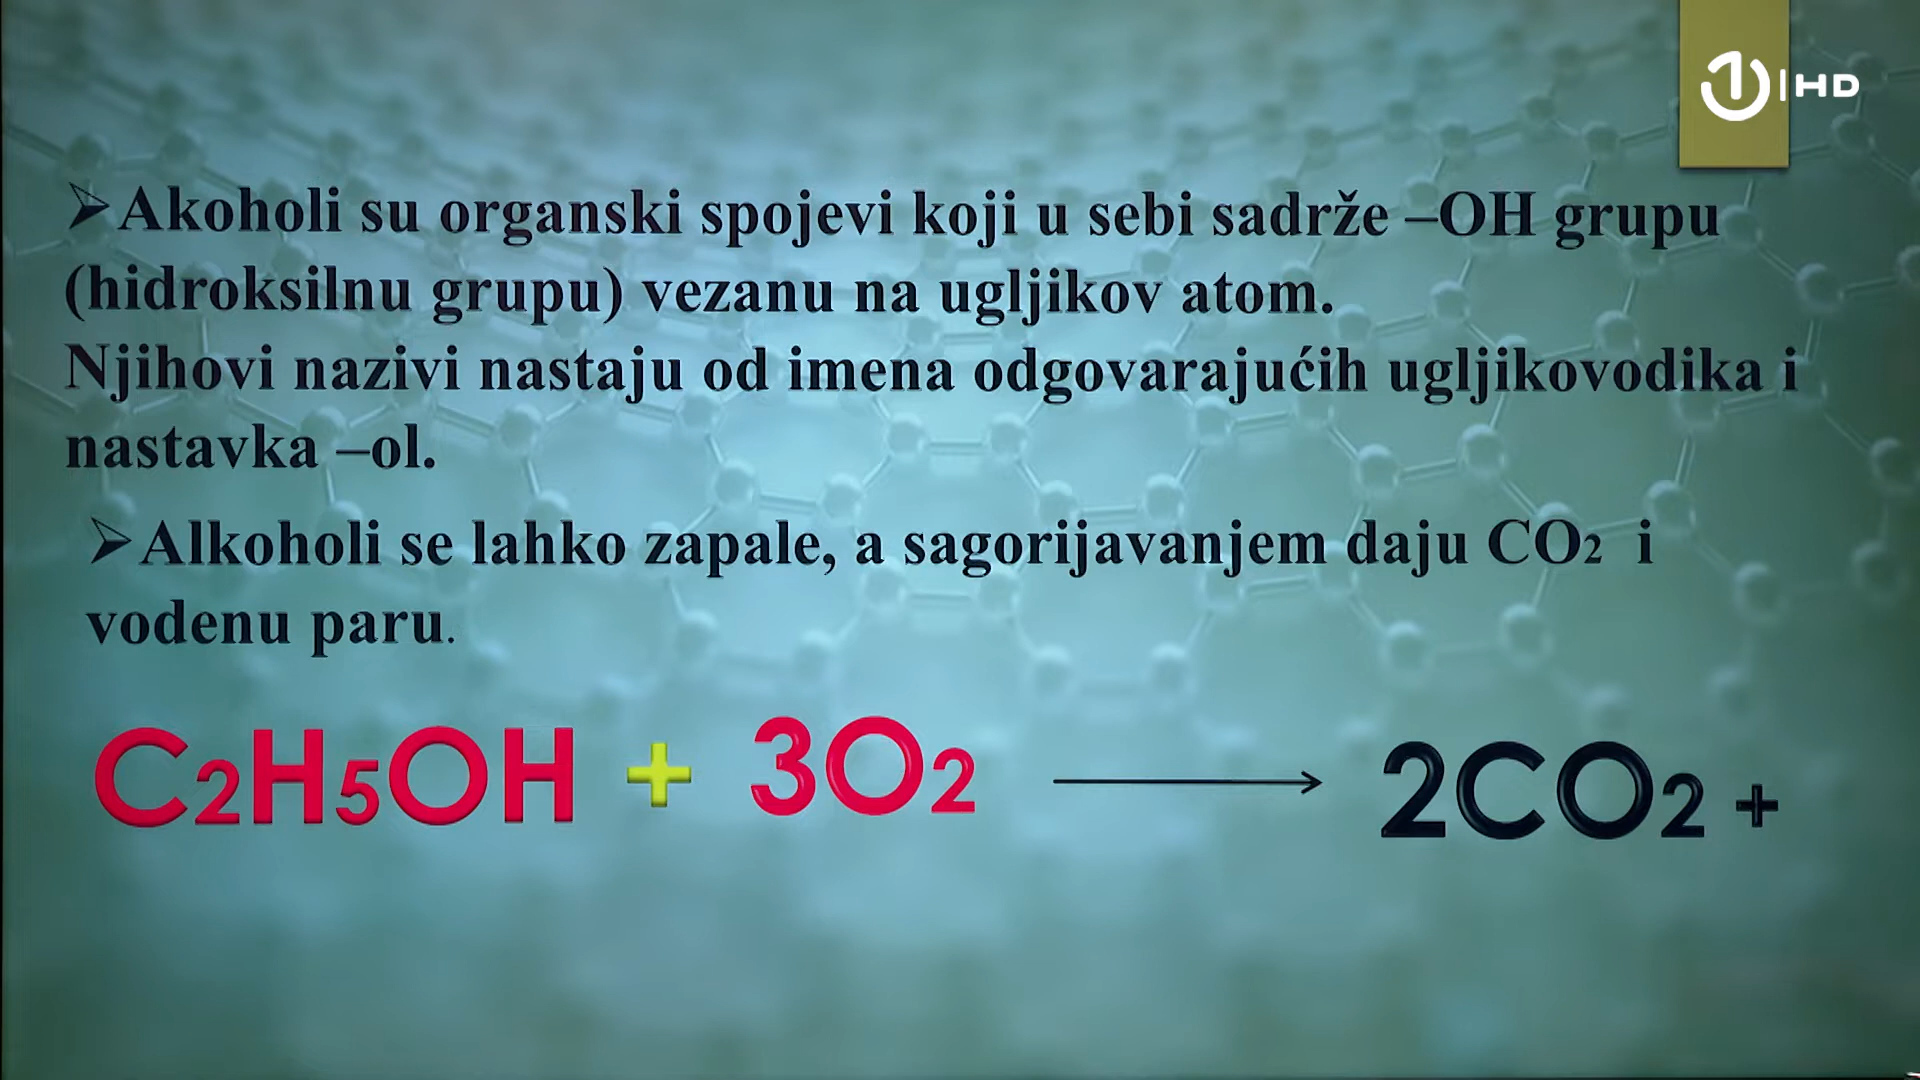 1 HD
➢Akoholi su organski spojevi koji u sebi sadrže –OH grupu
(hidroksilnu grupu) vezanu na ugljikov atom.
Njihovi nazivi nastaju od imena odgovarajućih ugljikovodika i
nastavka –ol.
➢Alkoholi se lahko zapale, a sagorijavanjem daju CO₂ i
vodenu paru.
C₂H₅OH + 3O₂ ⟶ 2CO₂ +